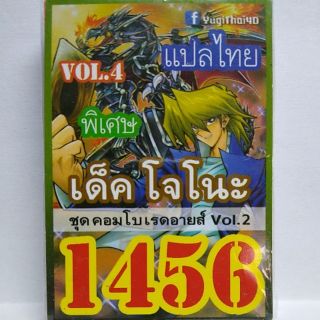 f YugiThai4D
แปลไทย
VOL.4
พิเศษ
เด็ค โจโนะ
ชุด คอมโบ เรดอายส์ Vol.2
1456